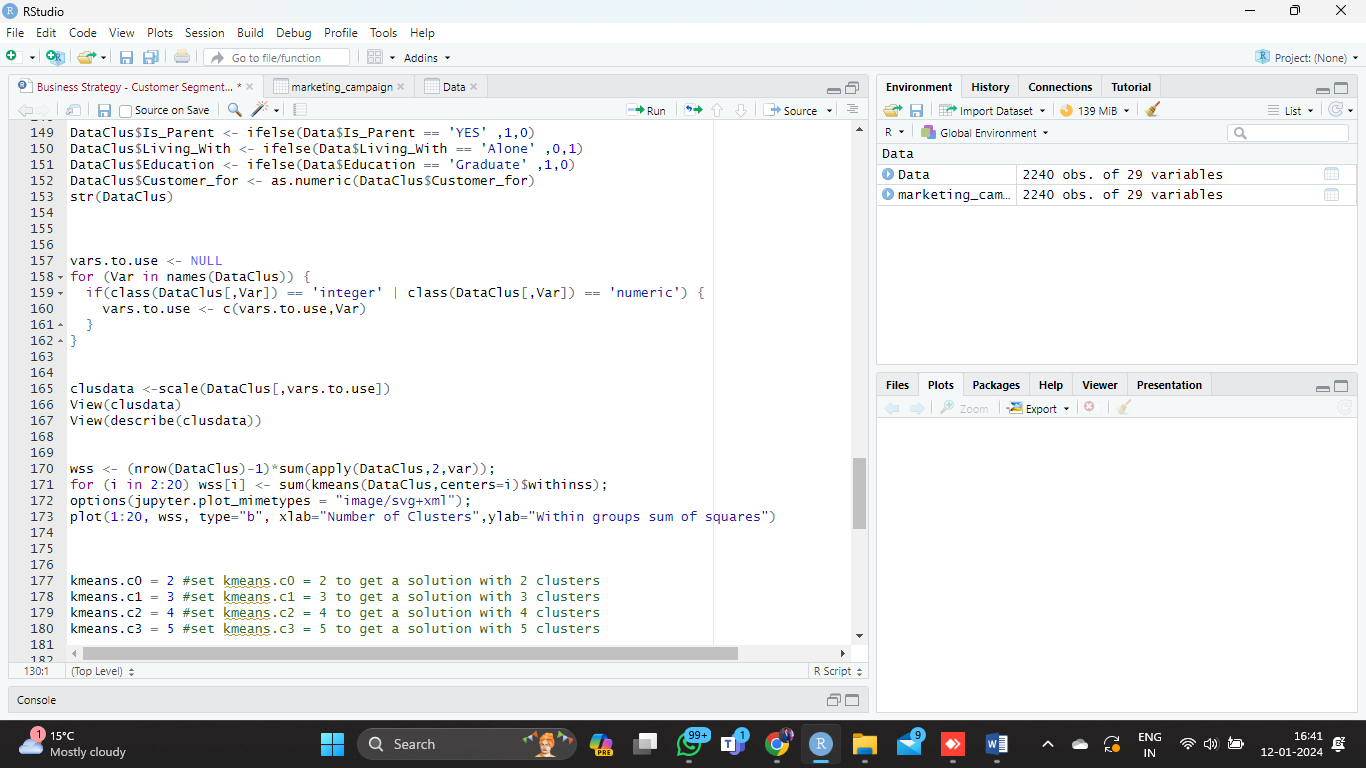 RStudio
File Edit Code View Plots Session Build Debug Profile Tools Help
Go to file/function Addins Project: (None)
Business Strategy - Customer Segment... * marketing_campaign Data
Source on Save Run Source
149 DataClus$Is_Parent <- ifelse(Data$Is_Parent == 'YES' ,1,0)
150 DataClus$Living_With <- ifelse(Data$Living_With == 'Alone' ,0,1)
151 DataClus$Education <- ifelse(Data$Education == 'Graduate' ,1,0)
152 DataClus$Customer_for <- as.numeric(DataClus$Customer_for)
153 str(DataClus)
154
155
156
157 vars.to.use <- NULL
158 for (Var in names(DataClus)) {
159 if(class(DataClus[,Var]) == 'integer' | class(DataClus[,Var]) == 'numeric') {
160 vars.to.use <- c(vars.to.use,Var)
161 }
162 }
163
164
165 clusdata <-scale(DataClus[,vars.to.use])
166 View(clusdata)
167 View(describe(clusdata))
168
169
170 wss <- (nrow(DataClus)-1)*sum(apply(DataClus,2,var));
171 for (i in 2:20) wss[i] <- sum(kmeans(DataClus,centers=i)$withinss);
172 options(jupyter.plot_mimetypes = "image/svg+xml");
173 plot(1:20, wss, type="b", xlab="Number of Clusters",ylab="Within groups sum of squares")
174
175
176
177 kmeans.c0 = 2 #set kmeans.c0 = 2 to get a solution with 2 clusters
178 kmeans.c1 = 3 #set kmeans.c1 = 3 to get a solution with 3 clusters
179 kmeans.c2 = 4 #set kmeans.c2 = 4 to get a solution with 4 clusters
180 kmeans.c3 = 5 #set kmeans.c3 = 5 to get a solution with 5 clusters
181
182
130:1 (Top Level) R Script
Console
Environment History Connections Tutorial
Import Dataset 139 MiB List
R Global Environment
Data
Data 2240 obs. of 29 variables
marketing_cam... 2240 obs. of 29 variables
Files Plots Packages Help Viewer Presentation
Zoom Export
1
15°C
Mostly cloudy
Search
PRE
99+
1
9
ENG
IN
16:41
12-01-2024